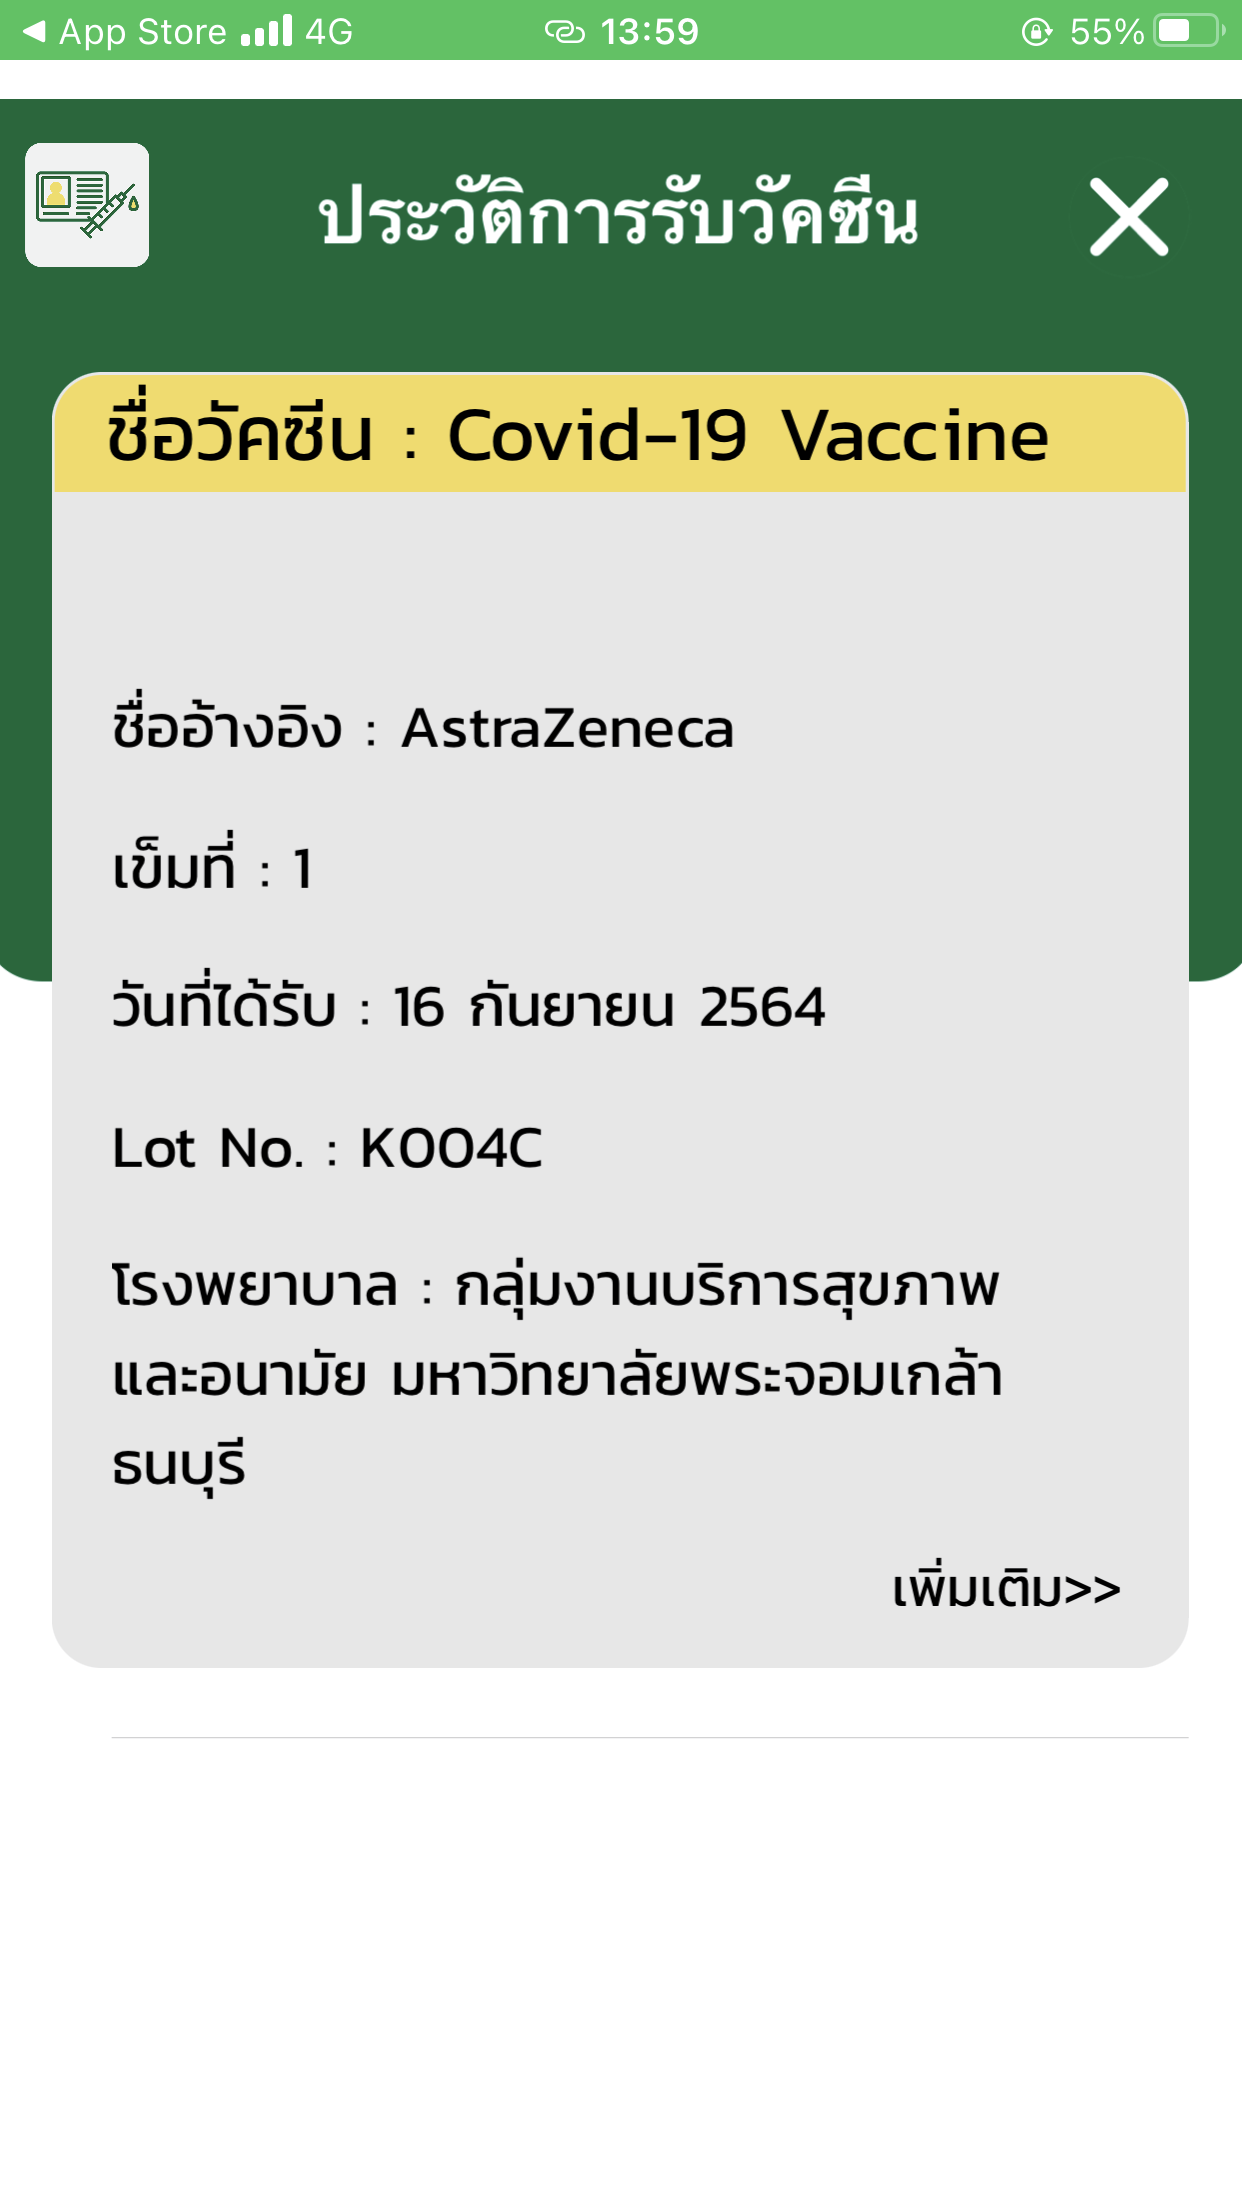 App Store 4G 13:59 55%
ประวัติการรับวัคซีน
ชื่อวัคซีน : Covid-19 Vaccine
ชื่ออ้างอิง : AstraZeneca
เข็มที่ : 1
วันที่ได้รับ : 16 กันยายน 2564
Lot No. : K004C
โรงพยาบาล : กลุ่มงานบริการสุขภาพ
และอนามัย มหาวิทยาลัยพระจอมเกล้า
ธนบุรี
เพิ่มเติม>>